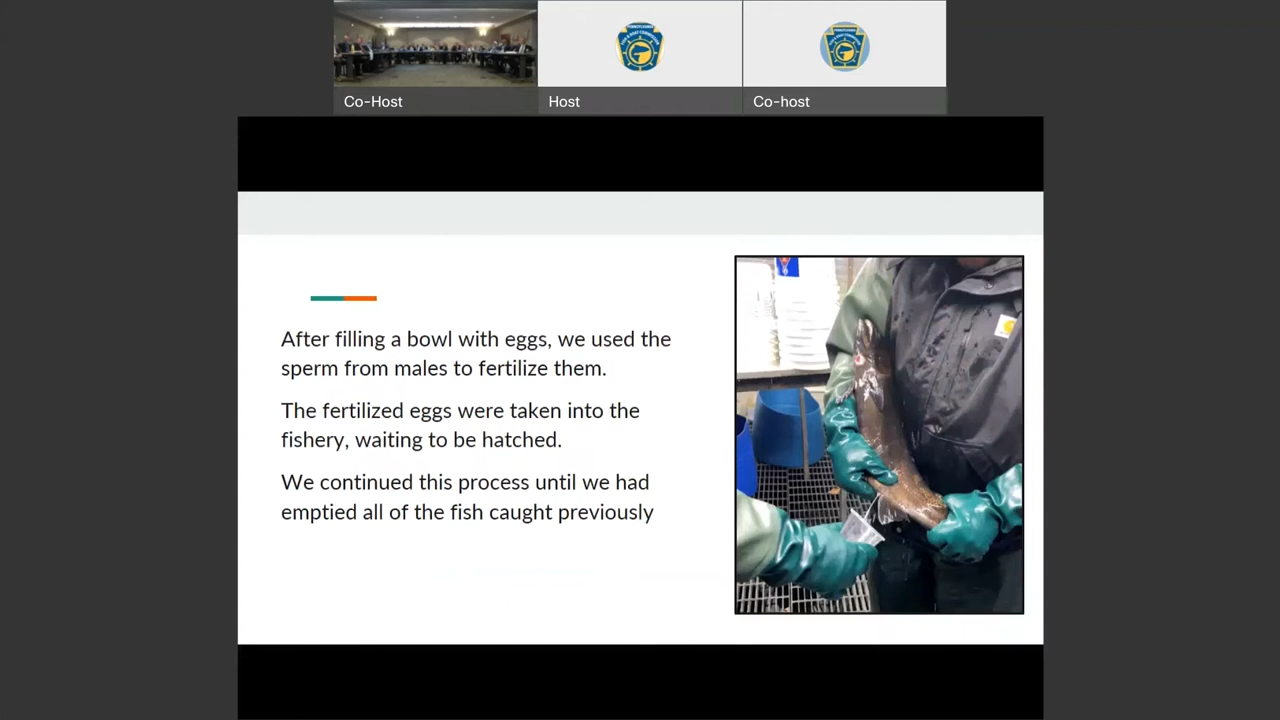 Co-Host
Host
Co-host
After filling a bowl with eggs, we used the
sperm from males to fertilize them.
The fertilized eggs were taken into the
fishery, waiting to be hatched.
We continued this process until we had
emptied all of the fish caught previously